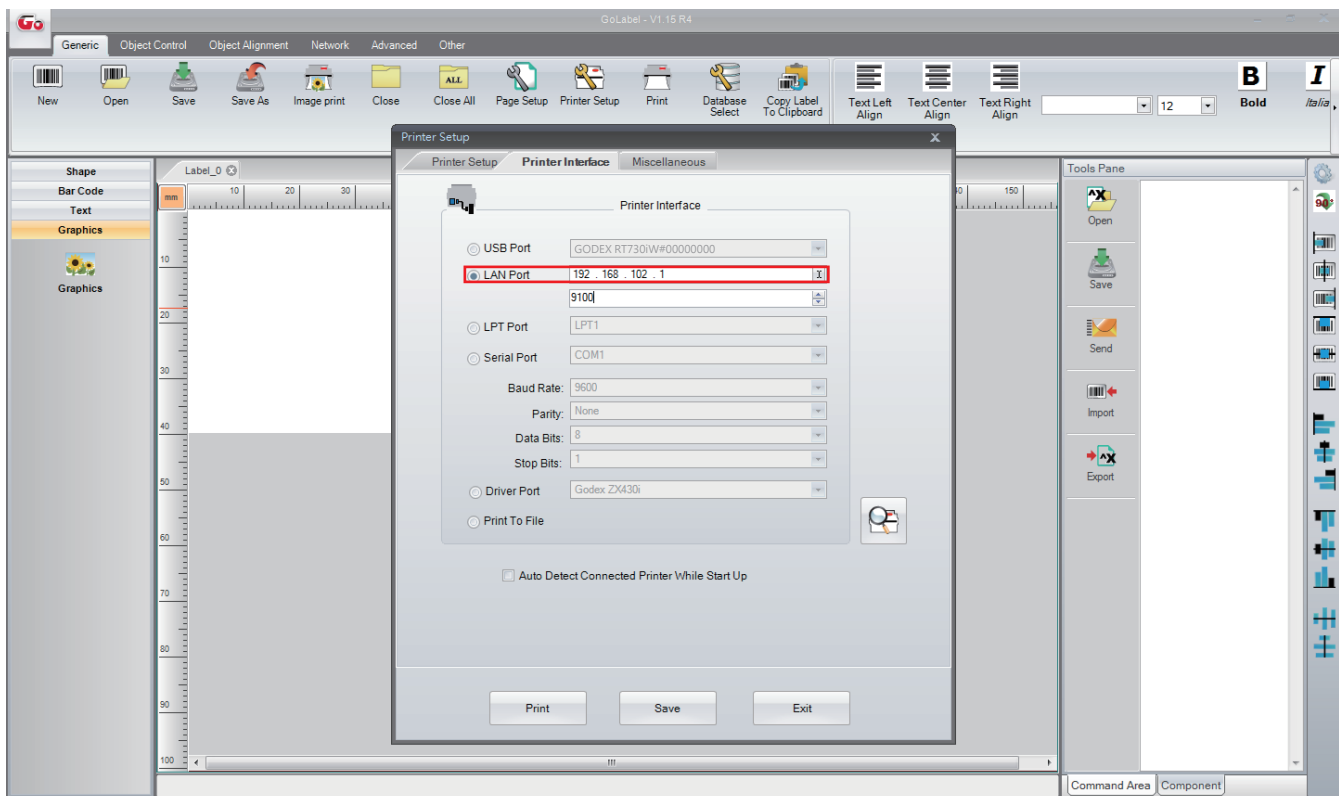 Go
GoLabel - V1.15 R4
Generic Object Control Object Alignment Network Advanced Other
New Open Save Save As Image print Close ALL Close All Page Setup Printer Setup Print Database Select Copy Label To Clipboard Text Left Align Text Center Align Text Right Align 12 B Bold I Italia
Printer Setup X
Printer Setup Printer Interface Miscellaneous
Shape
Bar Code
Text
Graphics
Graphics
Label_0
mm 10 20 30 150
10
20
30
40
50
60
70
80
90
100
Printer Interface
USB Port GODEX RT730iW#00000000
LAN Port 192 . 168 . 102 . 1 X
9100
LPT Port LPT1
Serial Port COM1
Baud Rate: 9600
Parity: None
Data Bits: 8
Stop Bits: 1
Driver Port Godex ZX430i
Print To File
Auto Detect Connected Printer While Start Up
Print Save Exit
Tools Pane
^X
Open
Save
Send
Import
^X
Export
90°
Command Area Component